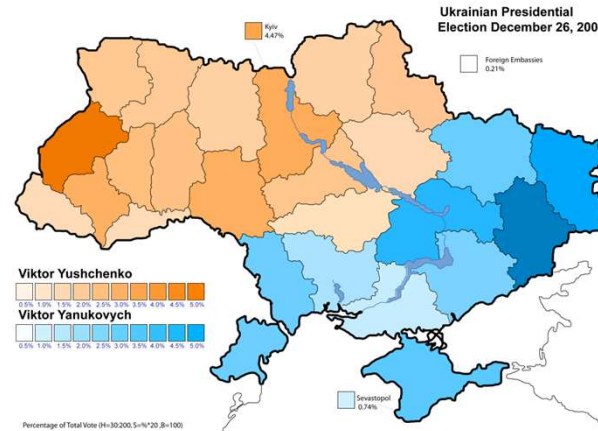 Ukrainian Presidential
Election December 26, 200
Kyiv
4.47%
Foreign Embassies
0.21%
Viktor Yushchenko
0.5% 1.0% 1.5% 2.0% 2.5% 3.0% 3.5% 4.0% 4.5% 5.0%
Viktor Yanukovych
0.5% 1.0% 1.5% 2.0% 2.5% 3.0% 3.5% 4.0% 4.5% 5.0%
Sevastopol
0.74%
Percentage of Total Vote (H=30:200, S=%*20 ,B=100)